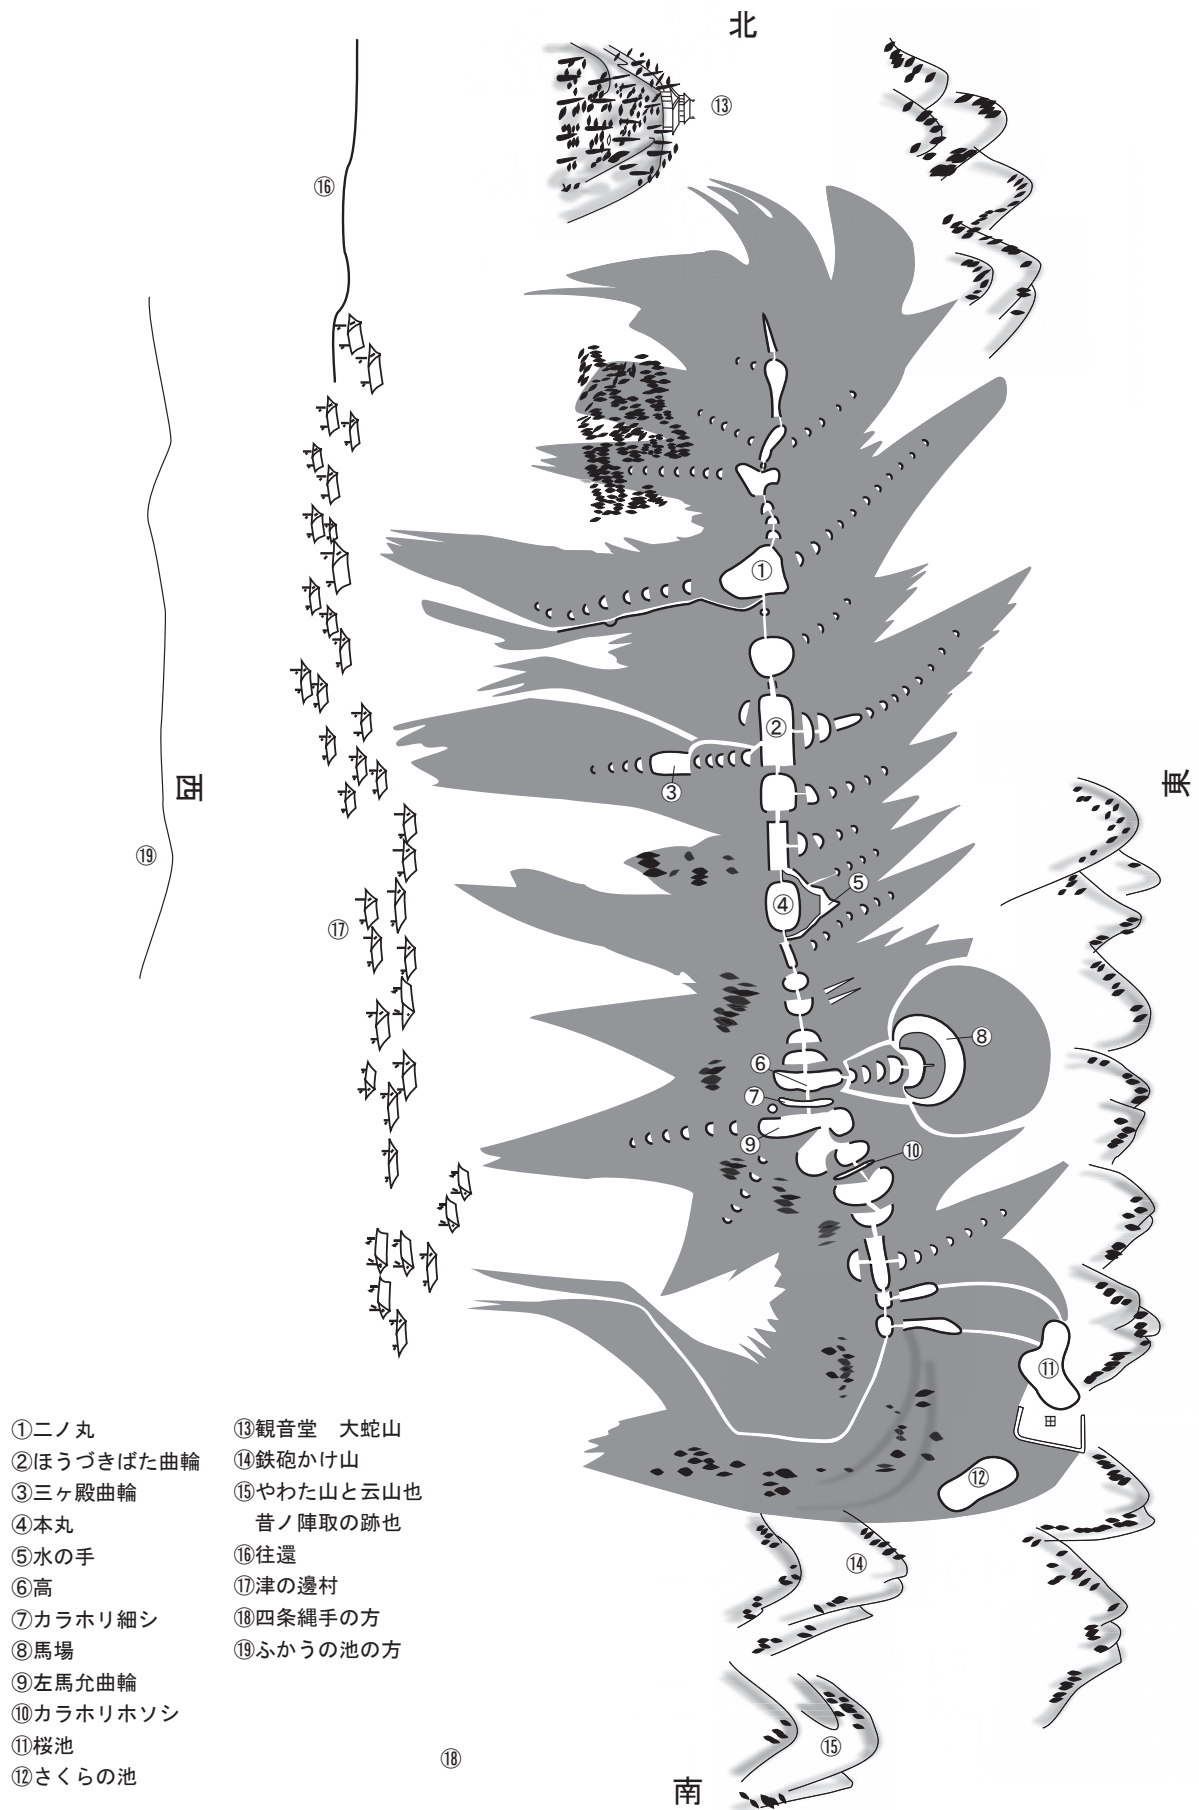 北
⑬
⑯
①
②
西
③
東
⑲
⑤
④
⑰
⑧
⑥
⑦
⑨
⑩
⑪
田
⑫
⑭
⑮
⑱
南
①二ノ丸
②ほうづきばた曲輪
③三ヶ殿曲輪
④本丸
⑤水の手
⑥高
⑦カラホリ細シ
⑧馬場
⑨左馬允曲輪
⑩カラホリホソシ
⑪桜池
⑫さくらの池
⑬観音堂　大蛇山
⑭鉄砲かけ山
⑮やわた山と云山也
昔ノ陣取の跡也
⑯往還
⑰津の邊村
⑱四条縄手の方
⑲ふかうの池の方